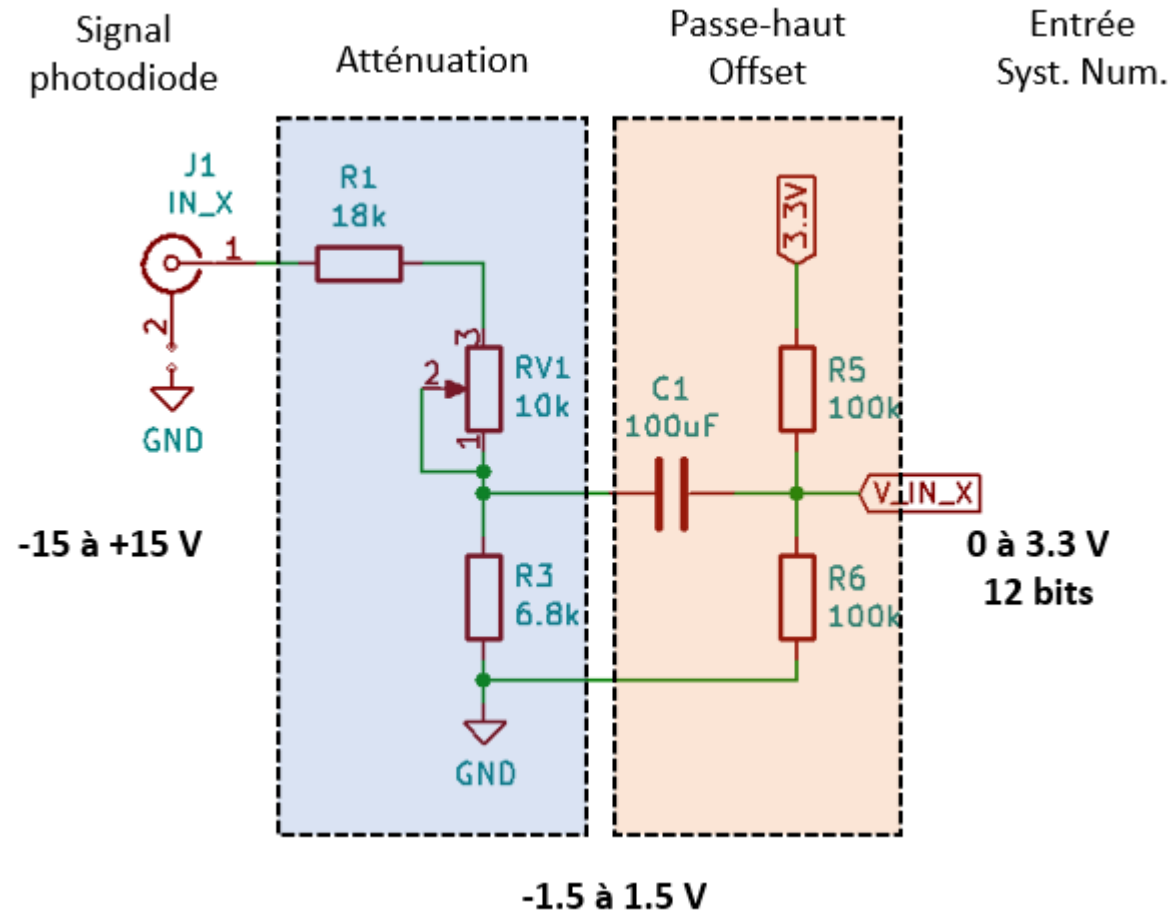 Signal
photodiode
Atténuation
Passe-haut
Offset
Entrée
Syst. Num.
J1
IN_X
1
2
GND
R1
18k
3
2
1
RV1
10k
R3
6.8k
GND
C1
100uF
3.3V
R5
100k
V_IN_X
R6
100k
-15 à +15 V
0 à 3.3 V
12 bits
-1.5 à 1.5 V